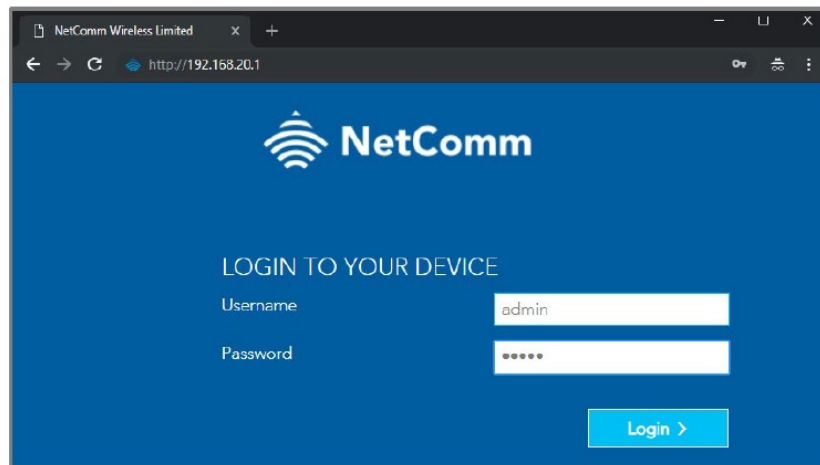 NetComm Wireless Limited
http://192.168.20.1
NetComm
LOGIN TO YOUR DEVICE
Username admin
Password •••••
Login >